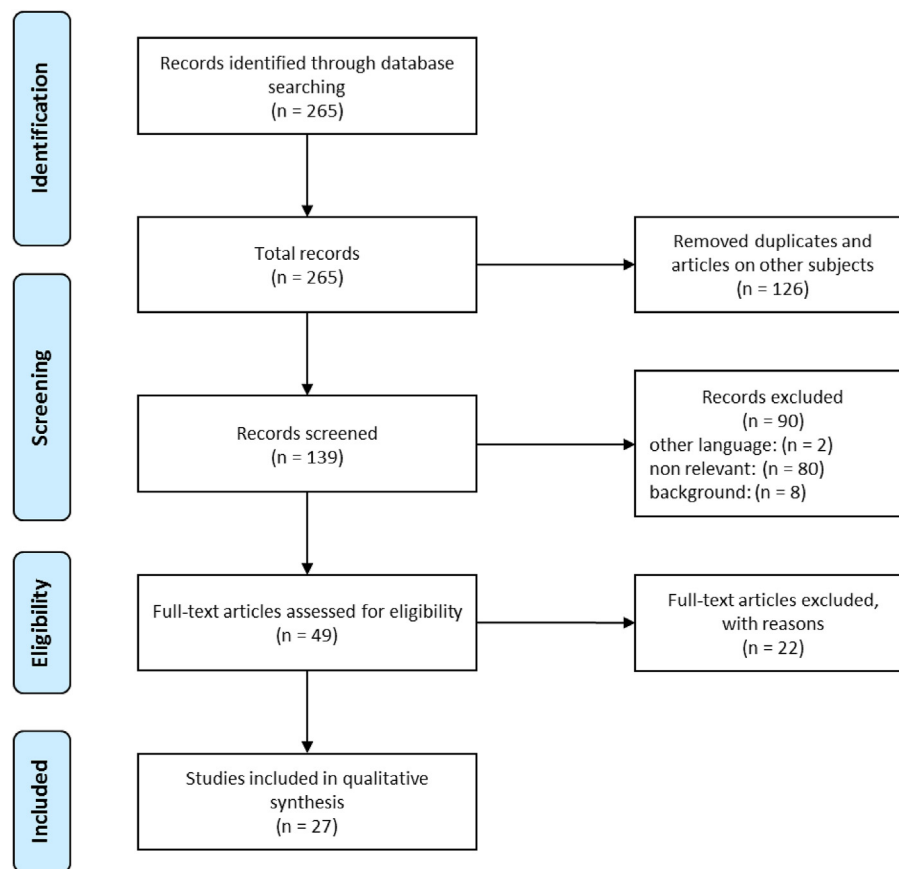 Identification
Records identified through database
searching
(n = 265)
Total records
(n = 265)
Removed duplicates and
articles on other subjects
(n = 126)
Screening
Records screened
(n = 139)
Records excluded
(n = 90)
other language: (n = 2)
non relevant: (n = 80)
background: (n = 8)
Eligibility
Full-text articles assessed for eligibility
(n = 49)
Full-text articles excluded,
with reasons
(n = 22)
Included
Studies included in qualitative
synthesis
(n = 27)